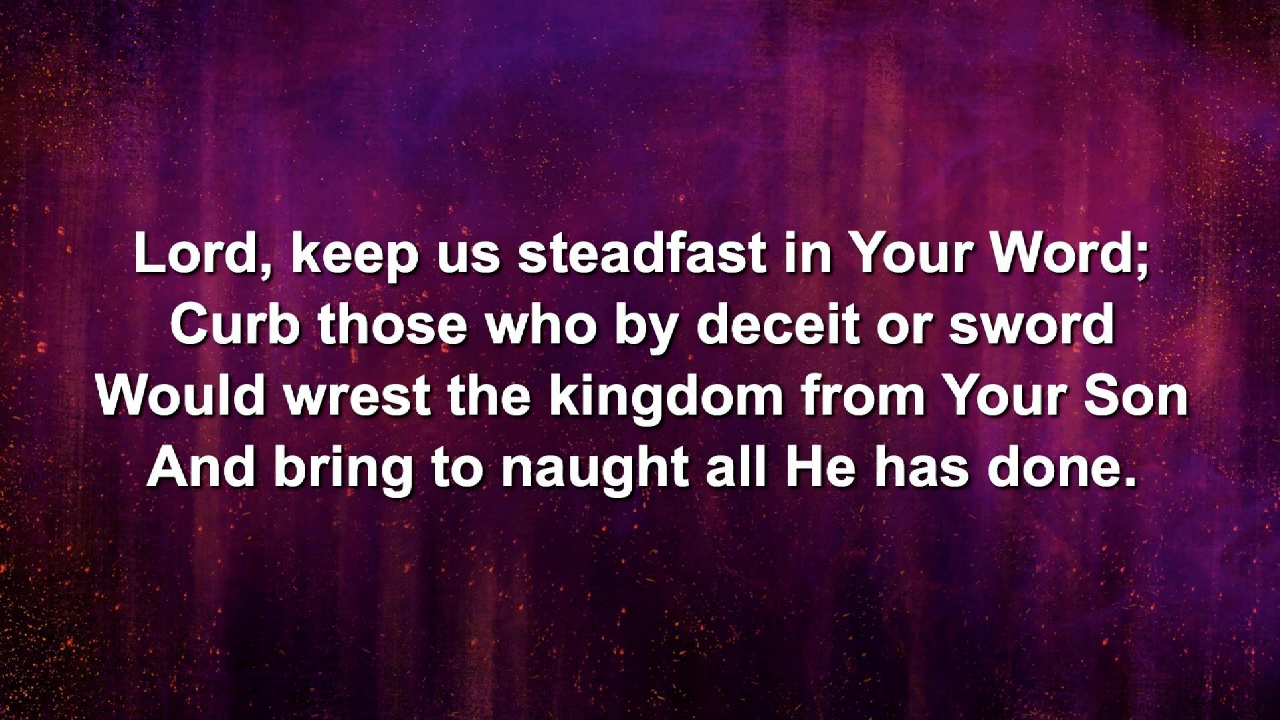 Lord, keep us steadfast in Your Word;
Curb those who by deceit or sword
Would wrest the kingdom from Your Son
And bring to naught all He has done.